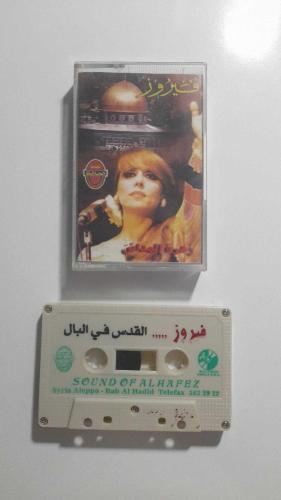 فيروز
زهرة المدائن
فيروز ..... القدس في البال
SOUND OF ALHAFEZ
Syria Aleppo - Bab Al Hadid Telefax